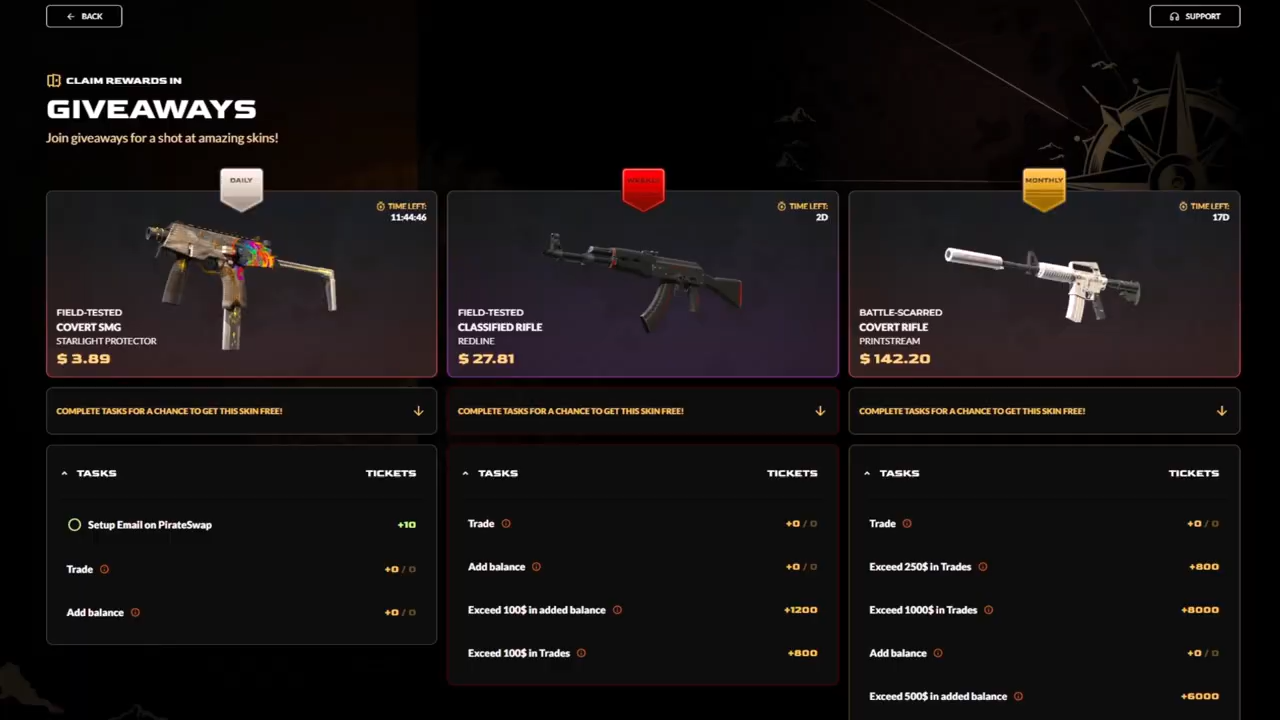 BACK
SUPPORT
CLAIM REWARDS IN
GIVEAWAYS
Join giveaways for a shot at amazing skins!
DAILY
TIME LEFT:
11:44:46
FIELD-TESTED
COVERT SMG
STARLIGHT PROTECTOR
$ 3.89
COMPLETE TASKS FOR A CHANCE TO GET THIS SKIN FREE!
TASKS TICKETS
Setup Email on PirateSwap +10
Trade +0 / 0
Add balance +0 / 0
WEEKLY
TIME LEFT:
2D
FIELD-TESTED
CLASSIFIED RIFLE
REDLINE
$ 27.81
COMPLETE TASKS FOR A CHANCE TO GET THIS SKIN FREE!
TASKS TICKETS
Trade +0 / 0
Add balance +0 / 0
Exceed 100$ in added balance +1200
Exceed 100$ in Trades +800
MONTHLY
TIME LEFT:
17D
BATTLE-SCARRED
COVERT RIFLE
PRINTSTREAM
$ 142.20
COMPLETE TASKS FOR A CHANCE TO GET THIS SKIN FREE!
TASKS TICKETS
Trade +0 / 0
Exceed 250$ in Trades +800
Exceed 1000$ in Trades +8000
Add balance +0 / 0
Exceed 500$ in added balance +6000